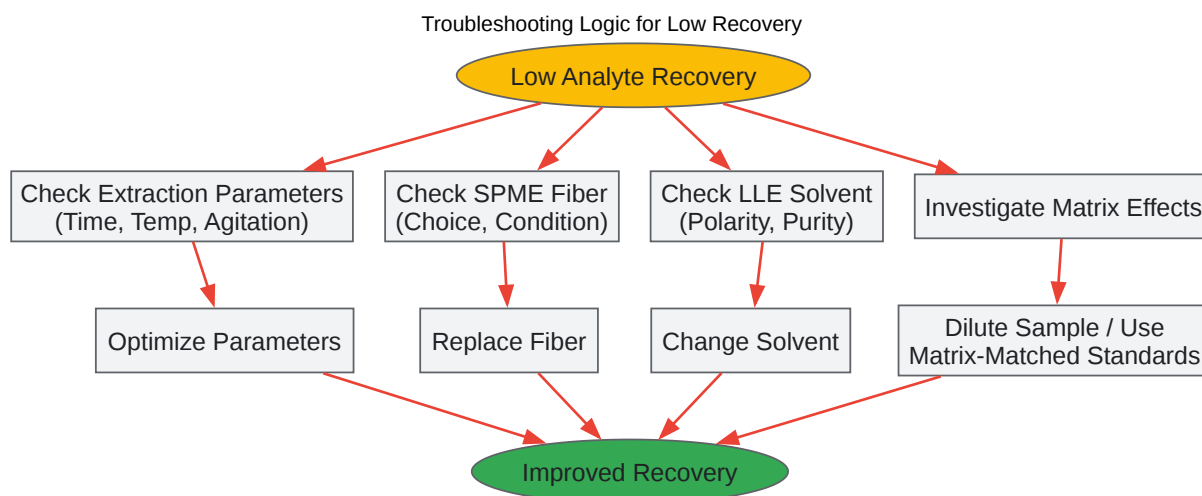 Troubleshooting Logic for Low Recovery
Low Analyte Recovery
Check Extraction Parameters
(Time, Temp, Agitation)
Check SPME Fiber
(Choice, Condition)
Check LLE Solvent
(Polarity, Purity)
Investigate Matrix Effects
Optimize Parameters
Replace Fiber
Change Solvent
Dilute Sample / Use
Matrix-Matched Standards
Improved Recovery